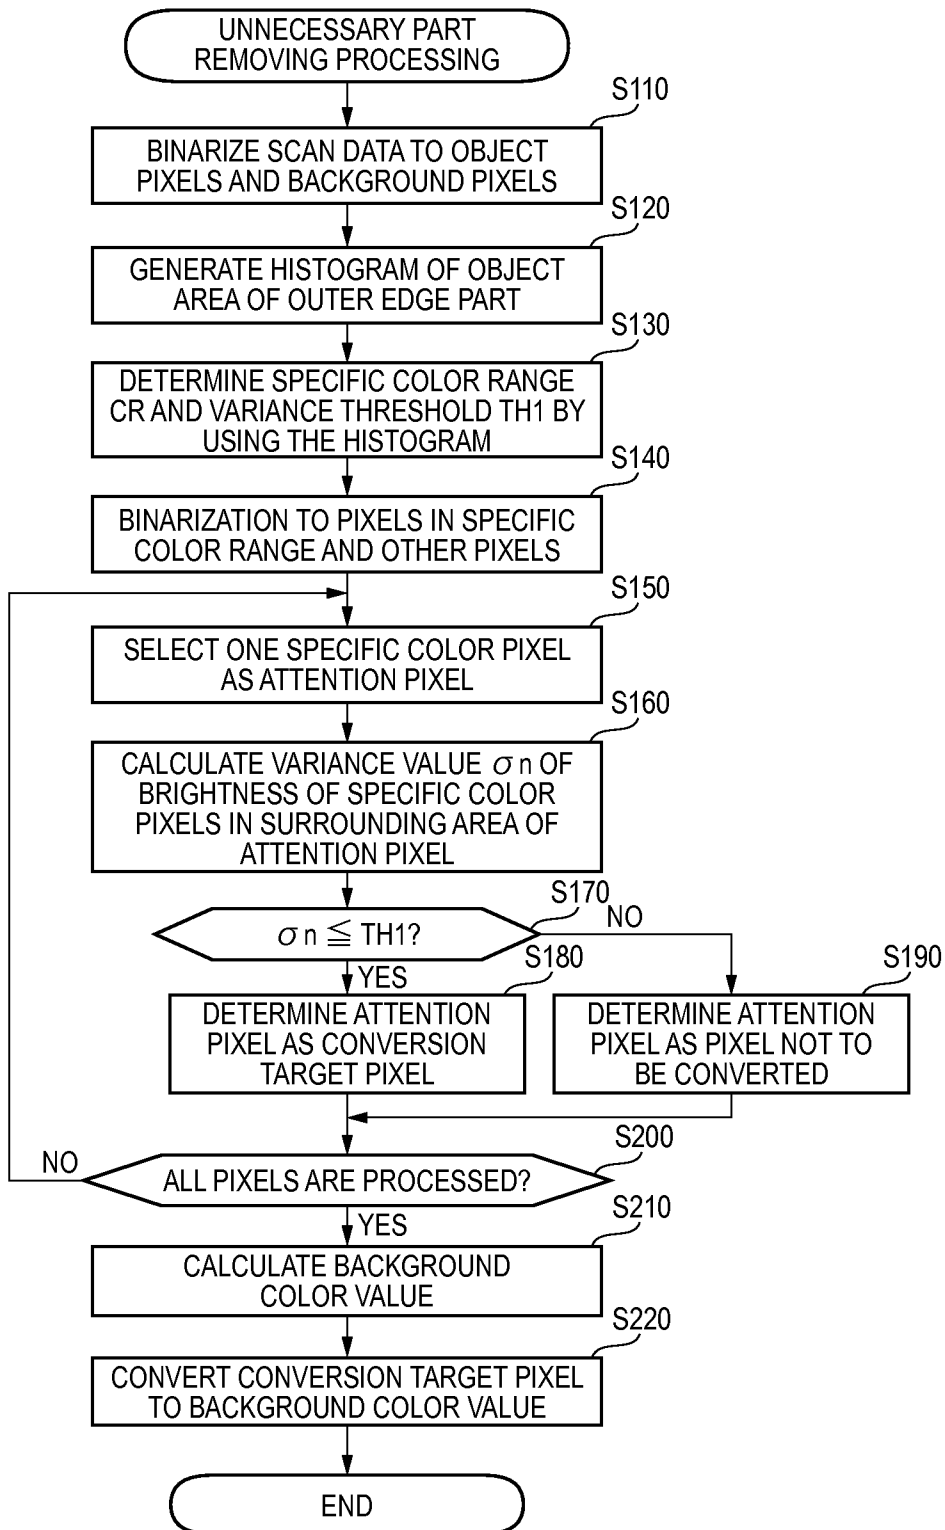 UNNECESSARY PART
REMOVING PROCESSING
S110
BINARIZE SCAN DATA TO OBJECT
PIXELS AND BACKGROUND PIXELS
S120
GENERATE HISTOGRAM OF OBJECT
AREA OF OUTER EDGE PART
S130
DETERMINE SPECIFIC COLOR RANGE
CR AND VARIANCE THRESHOLD TH1 BY
USING THE HISTOGRAM
S140
BINARIZATION TO PIXELS IN SPECIFIC
COLOR RANGE AND OTHER PIXELS
S150
SELECT ONE SPECIFIC COLOR PIXEL
AS ATTENTION PIXEL
S160
CALCULATE VARIANCE VALUE σn OF
BRIGHTNESS OF SPECIFIC COLOR
PIXELS IN SURROUNDING AREA OF
ATTENTION PIXEL
S170
σn ≦ TH1?
NO
YES
S180
DETERMINE ATTENTION
PIXEL AS CONVERSION
TARGET PIXEL
S190
DETERMINE ATTENTION
PIXEL AS PIXEL NOT TO
BE CONVERTED
S200
NO
ALL PIXELS ARE PROCESSED?
YES
S210
CALCULATE BACKGROUND
COLOR VALUE
S220
CONVERT CONVERSION TARGET PIXEL
TO BACKGROUND COLOR VALUE
END